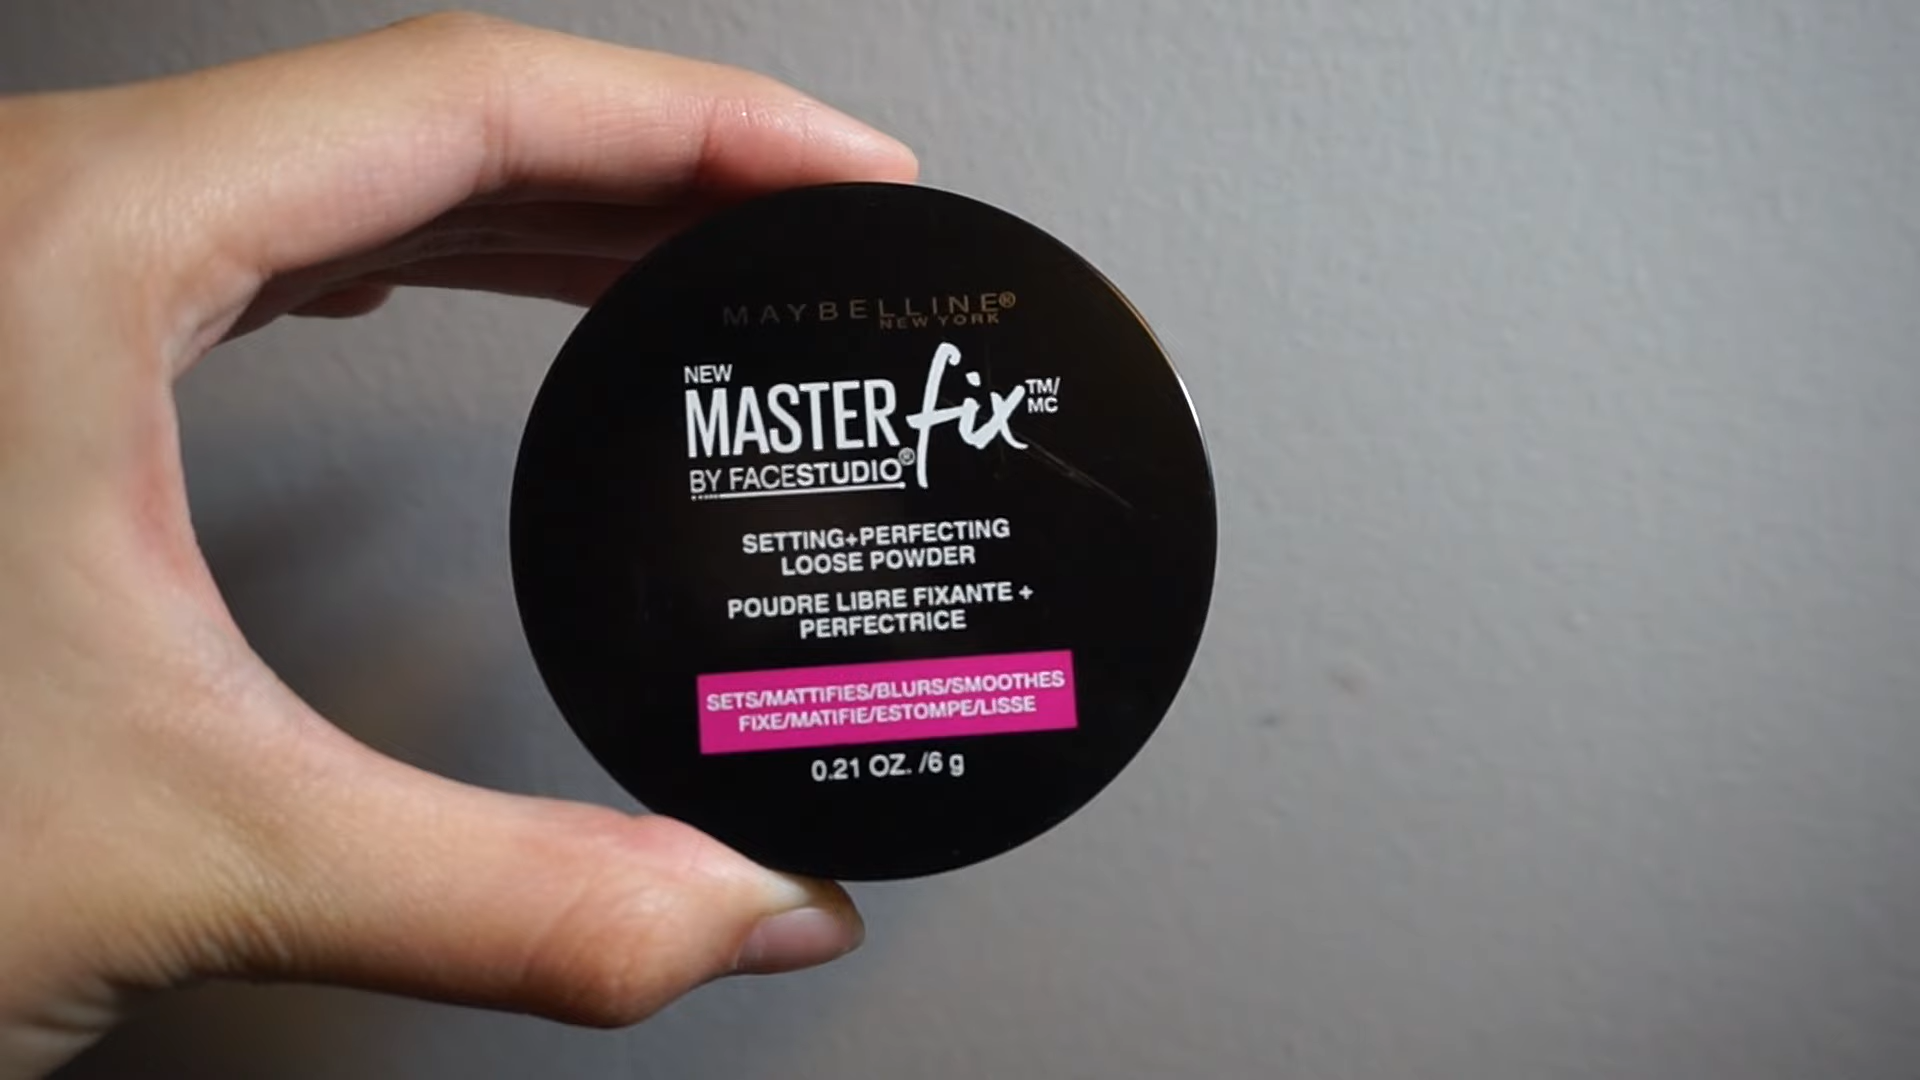 MAYBELLINE®
NEW YORK
NEW
MASTER fix™/MC
BY FACESTUDIO®
SETTING+PERFECTING
LOOSE POWDER
POUDRE LIBRE FIXANTE +
PERFECTRICE
SETS/MATTIFIES/BLURS/SMOOTHES
FIXE/MATIFIE/ESTOMPE/LISSE
0.21 OZ. /6 g